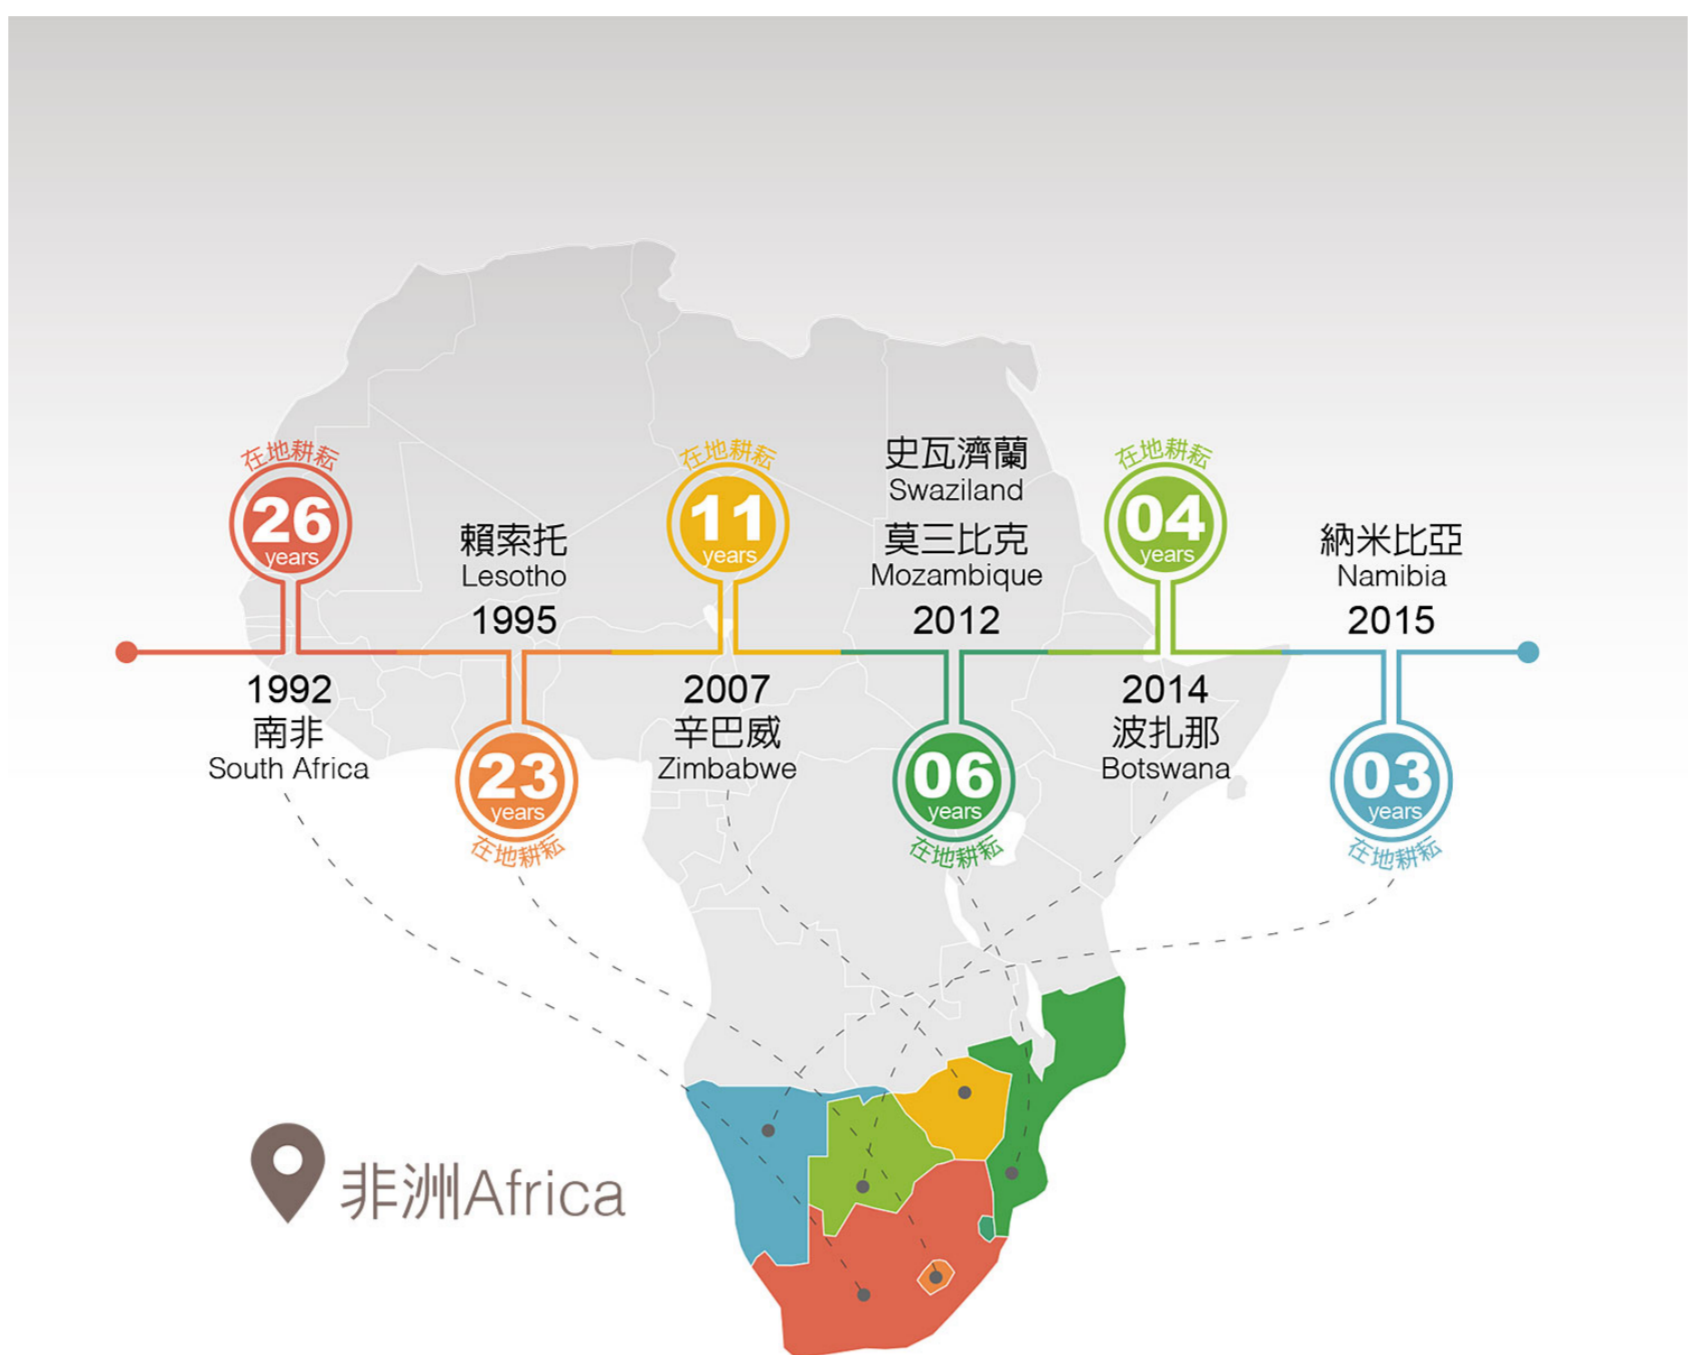 在地耕耘
26
years
1992
南非
South Africa
賴索托
Lesotho
1995
23
years
在地耕耘
在地耕耘
11
years
2007
辛巴威
Zimbabwe
史瓦濟蘭
Swaziland
莫三比克
Mozambique
2012
06
years
在地耕耘
在地耕耘
04
years
2014
波扎那
Botswana
納米比亞
Namibia
2015
03
years
在地耕耘
非洲Africa